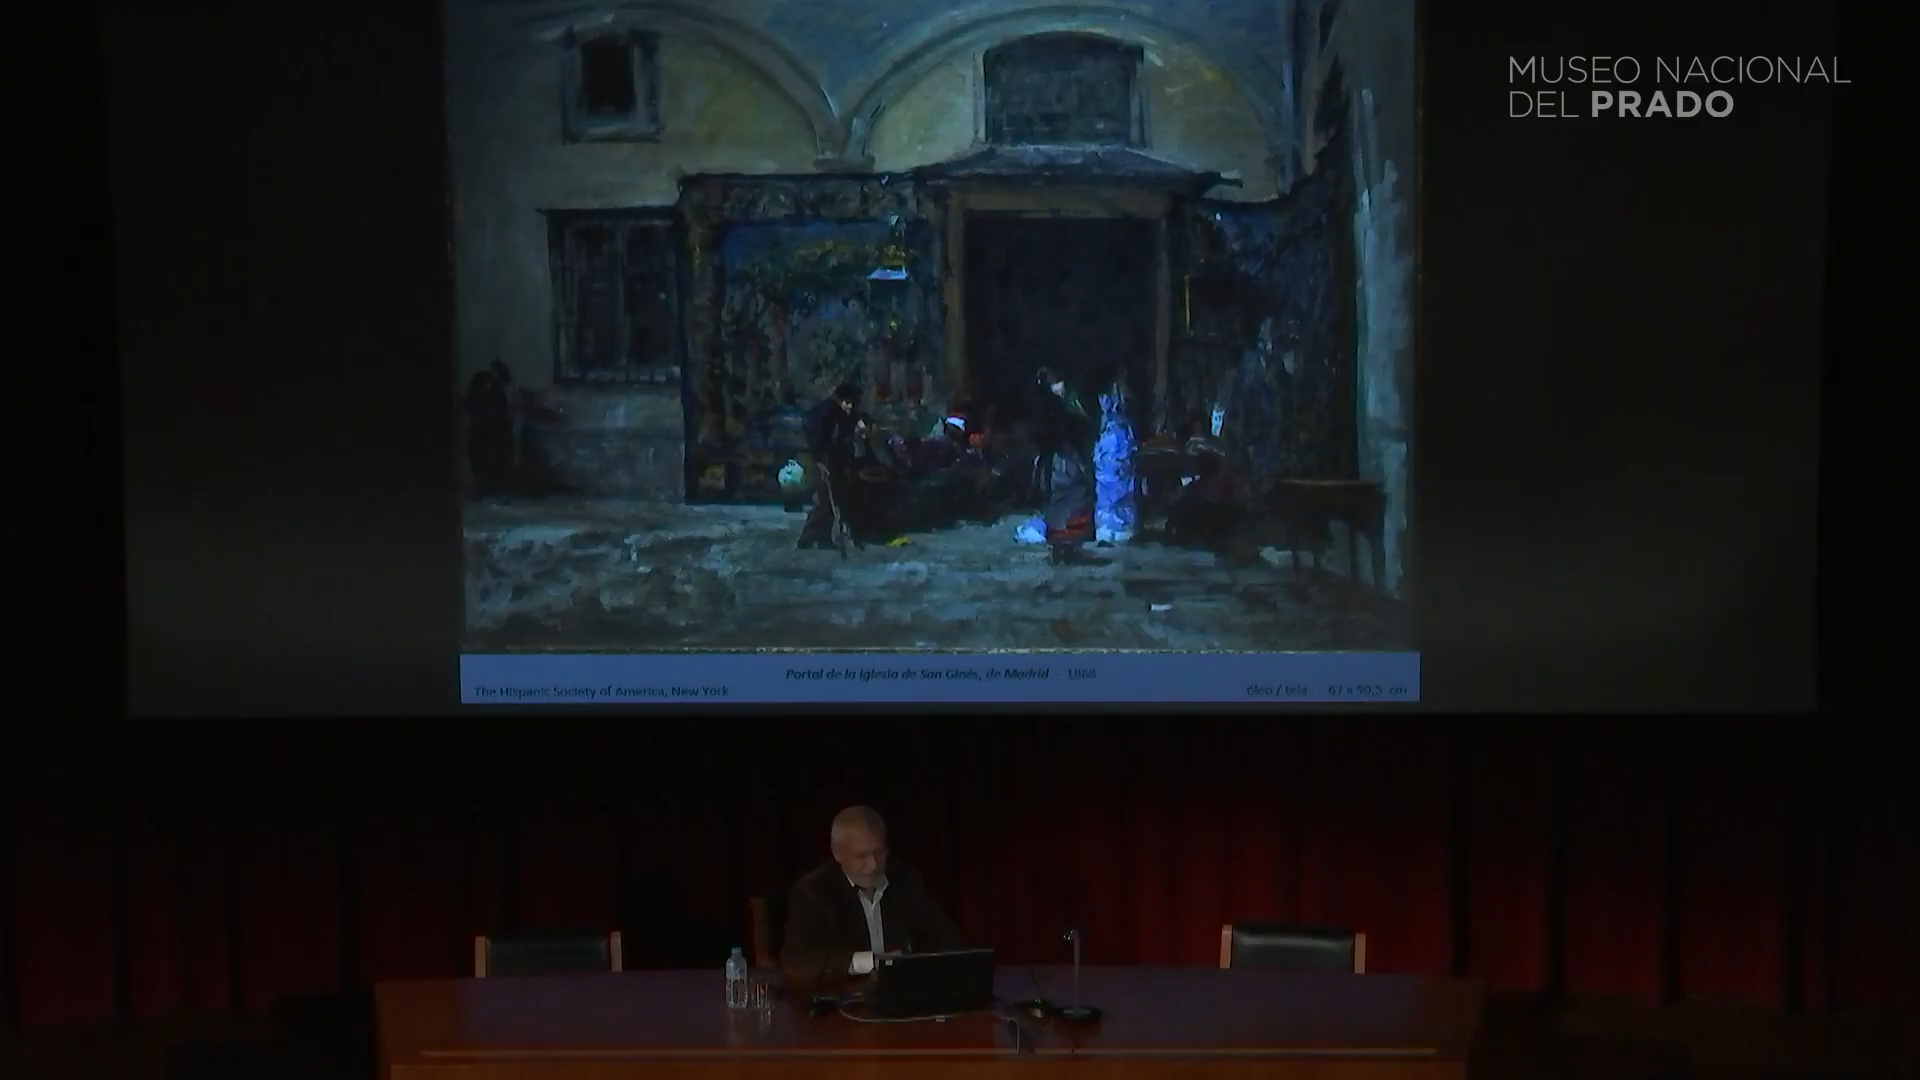 MUSEO NACIONAL
DEL PRADO
Portal de la Iglesia de San Ginés, de Madrid - 1868
The Hispanic Society of America, New York
óleo / tela 67 x 90,5 cm